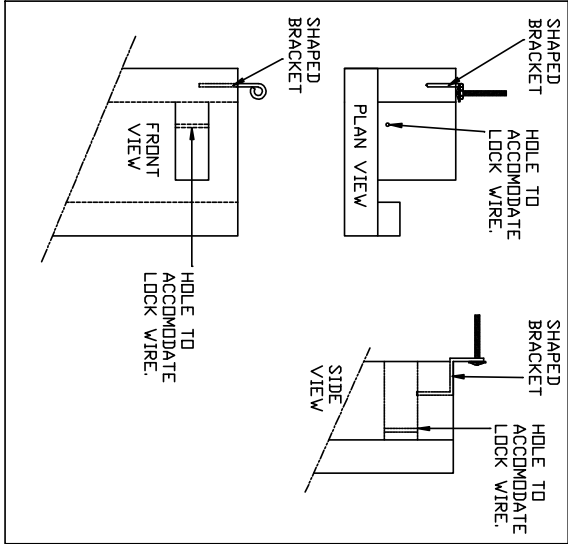 SHAPED
BRACKET
HOLE TO
ACCOMODATE
LOCK WIRE.
PLAN VIEW
SHAPED
BRACKET
HOLE TO
ACCOMODATE
LOCK WIRE.
SIDE
VIEW
SHAPED
BRACKET
FRONT
VIEW
HOLE TO
ACCOMODATE
LOCK WIRE.